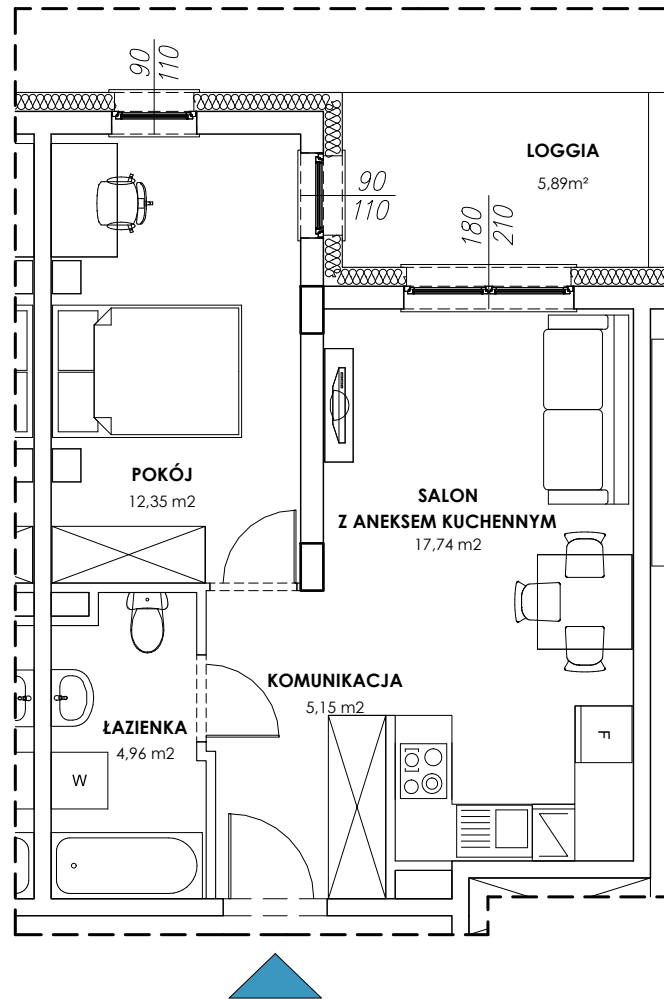 90
110
LOGGIA
5,89m²
90
110
180
210
POKÓJ
12,35 m2
SALON
Z ANEKSEM KUCHENNYM
17,74 m2
KOMUNIKACJA
5,15 m2
ŁAZIENKA
4,96 m2
F
W